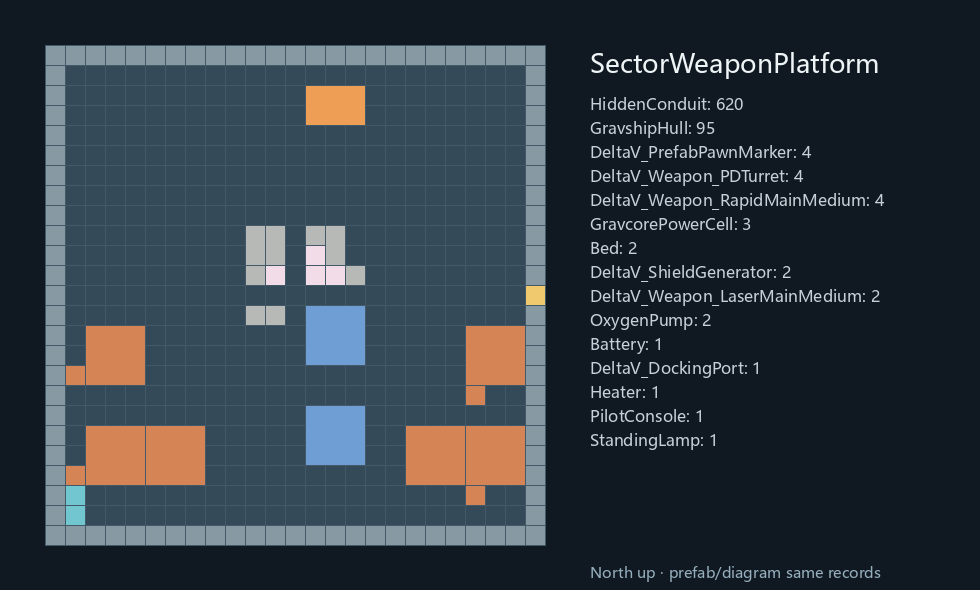 SectorWeaponPlatform
HiddenConduit: 620
GravshipHull: 95
DeltaV_PrefabPawnMarker: 4
DeltaV_Weapon_PDTurret: 4
DeltaV_Weapon_RapidMainMedium: 4
GravcorePowerCell: 3
Bed: 2
DeltaV_ShieldGenerator: 2
DeltaV_Weapon_LaserMainMedium: 2
OxygenPump: 2
Battery: 1
DeltaV_DockingPort: 1
Heater: 1
PilotConsole: 1
StandingLamp: 1
North up · prefab/diagram same records